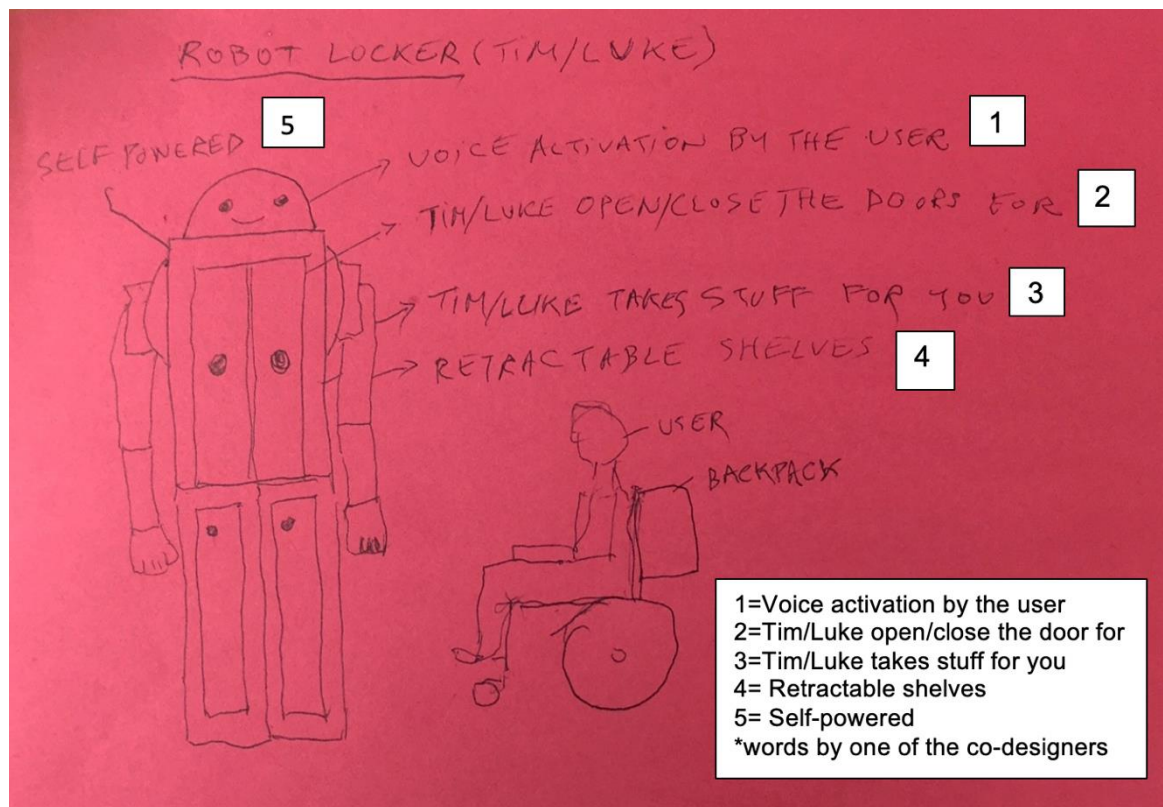 ROBOT LOCKER (TIM/LUKE)
SELF POWERED 5
VOICE ACTIVATION BY THE USER 1
TIM/LUKE OPEN/CLOSE THE DOORS FOR 2
TIM/LUKE TAKES STUFF FOR YOU 3
RETRACTABLE SHELVES 4
USER
BACKPACK
1=Voice activation by the user
2=Tim/Luke open/close the door for
3=Tim/Luke takes stuff for you
4= Retractable shelves
5= Self-powered
*words by one of the co-designers